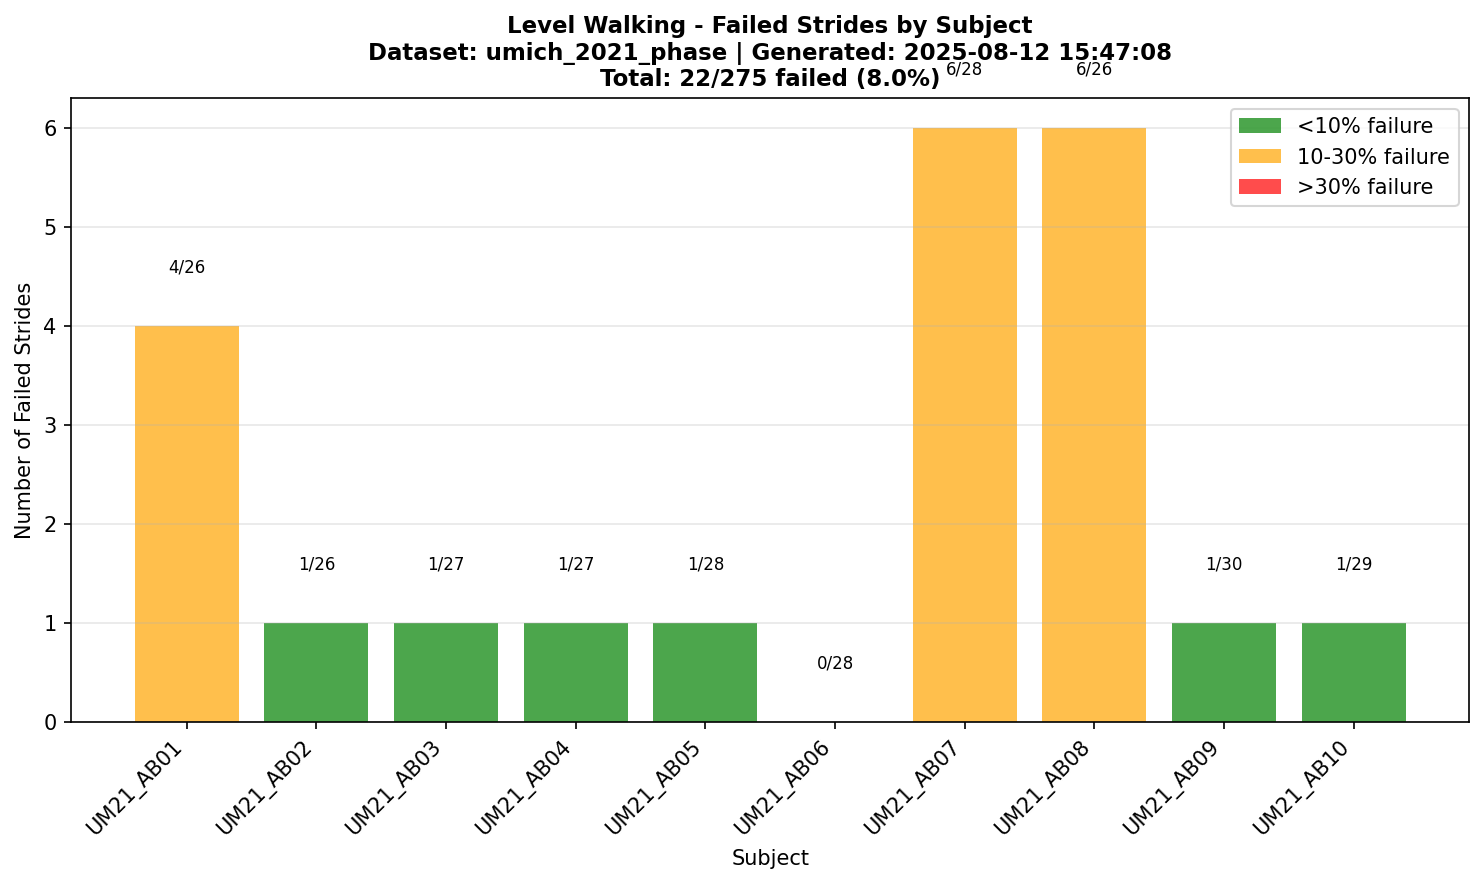 Level Walking - Failed Strides by Subject
Dataset: umich_2021_phase | Generated: 2025-08-12 15:47:08
Total: 22/275 failed (8.0%)
6/28
6/26
<10% failure
10-30% failure
>30% failure
Number of Failed Strides
6
5
4
3
2
1
0
4/26
1/26
1/27
1/27
1/28
0/28
1/30
1/29
UM21_AB01
UM21_AB02
UM21_AB03
UM21_AB04
UM21_AB05
UM21_AB06
UM21_AB07
UM21_AB08
UM21_AB09
UM21_AB10
Subject